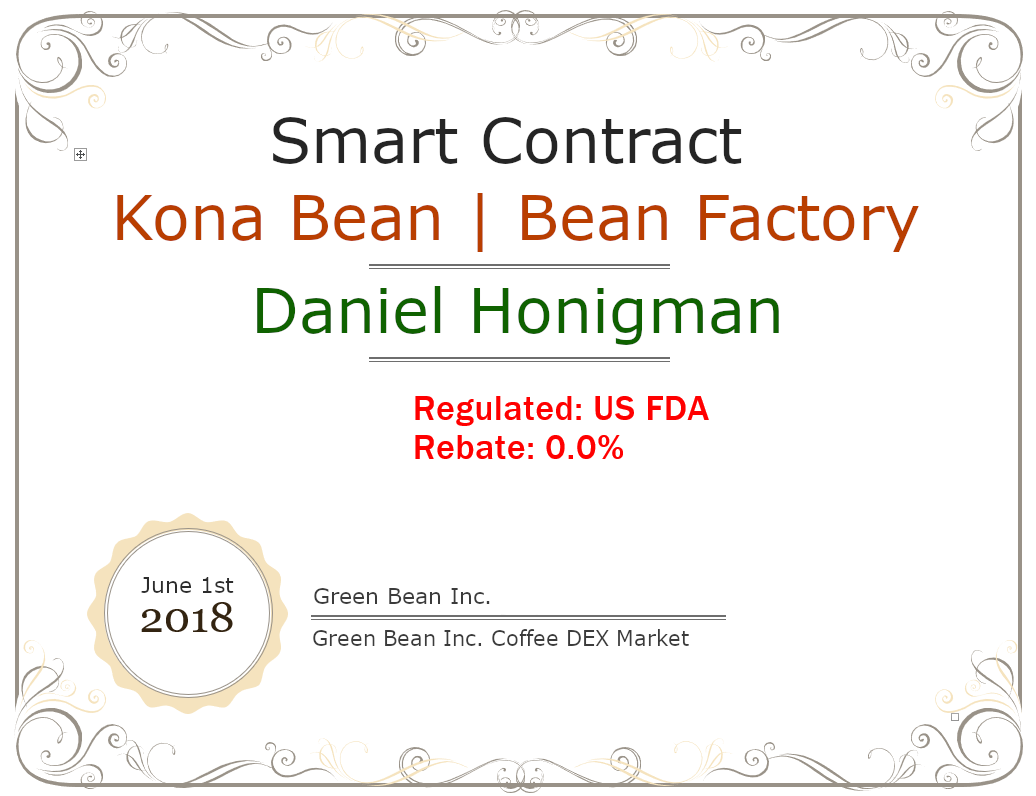 Smart Contract
Kona Bean | Bean Factory
Daniel Honigman
Regulated: US FDA
Rebate: 0.0%
June 1st
2018
Green Bean Inc.
Green Bean Inc. Coffee DEX Market